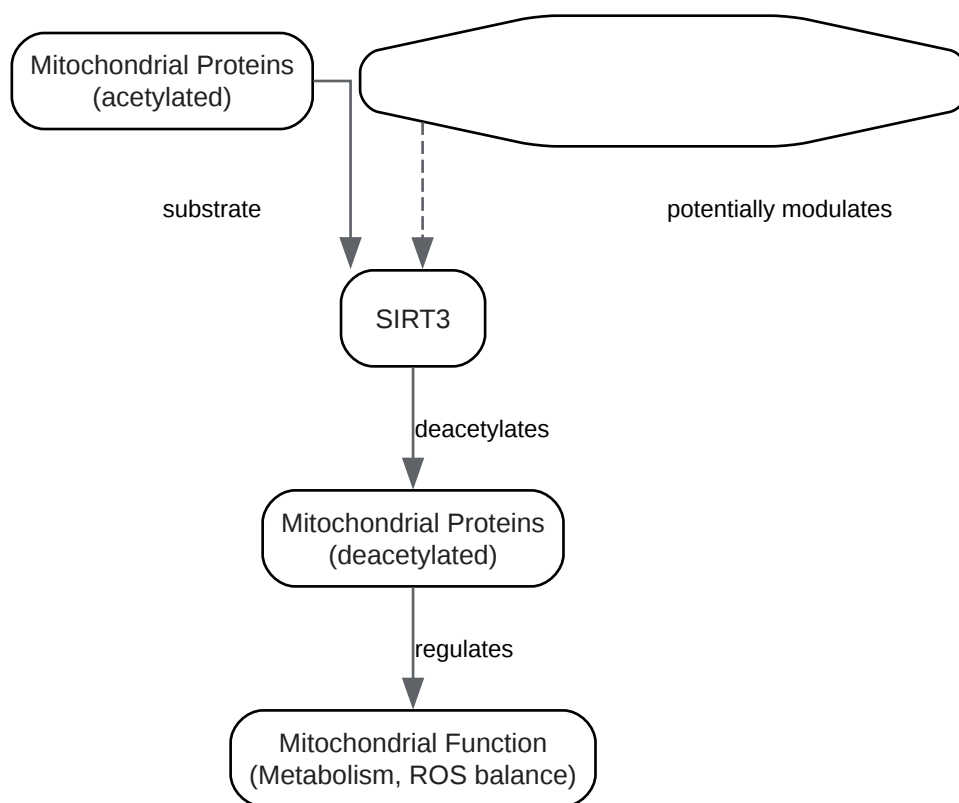 Mitochondrial Proteins
(acetylated)
substrate
potentially modulates
SIRT3
deacetylates
Mitochondrial Proteins
(deacetylated)
regulates
Mitochondrial Function
(Metabolism, ROS balance)